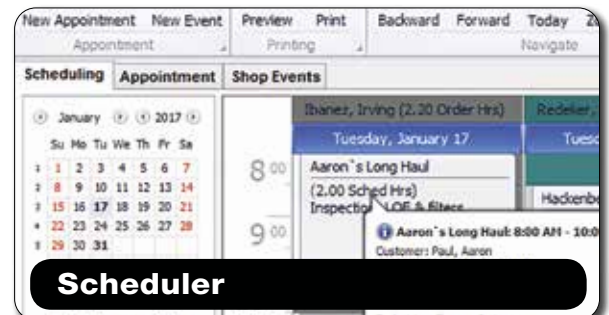 New Appointment New Event Preview Print Backward Forward Today
Appointment Printing Navigate
Scheduling Appointment Shop Events
January 2017
Su Mo Tu We Th Fr Sa
1 1 2 3 4 5 6 7
2 8 9 10 11 12 13 14
3 15 16 17 18 19 20 21
4 22 23 24 25 26 27 28
5 29 30 31
Ibanez, Irving (2.20 Order Hrs) Redeker,
Tuesday, January 17 Tuesd
8 00 Aaron`s Long Haul
(2.00 Sched Hrs) Hackenbe
Inspection LOF & filters
9 00 Aaron`s Long Haul: 8:00 AM - 10:0
Customer: Paul, Aaron
Scheduler